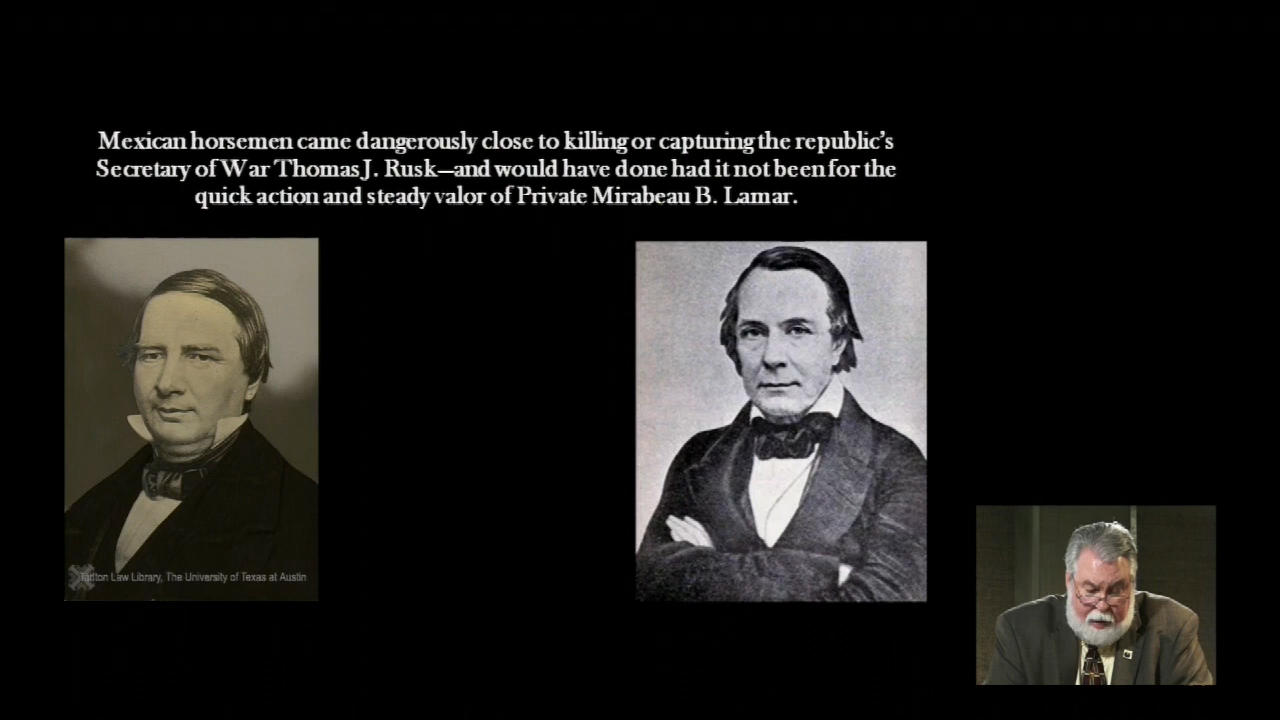 Mexican horsemen came dangerously close to killing or capturing the republic's
Secretary of War Thomas J. Rusk—and would have done had it not been for the
quick action and steady valor of Private Mirabeau B. Lamar.
Tarlton Law Library, The University of Texas at Austin